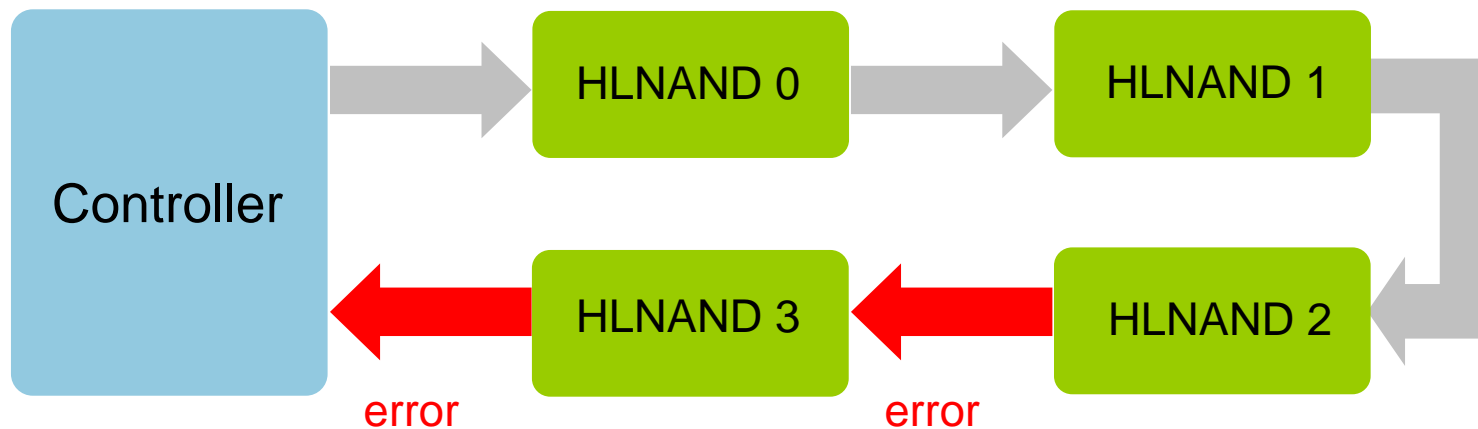 HLNAND 0
HLNAND 1
Controller
HLNAND 3
HLNAND 2
error
error